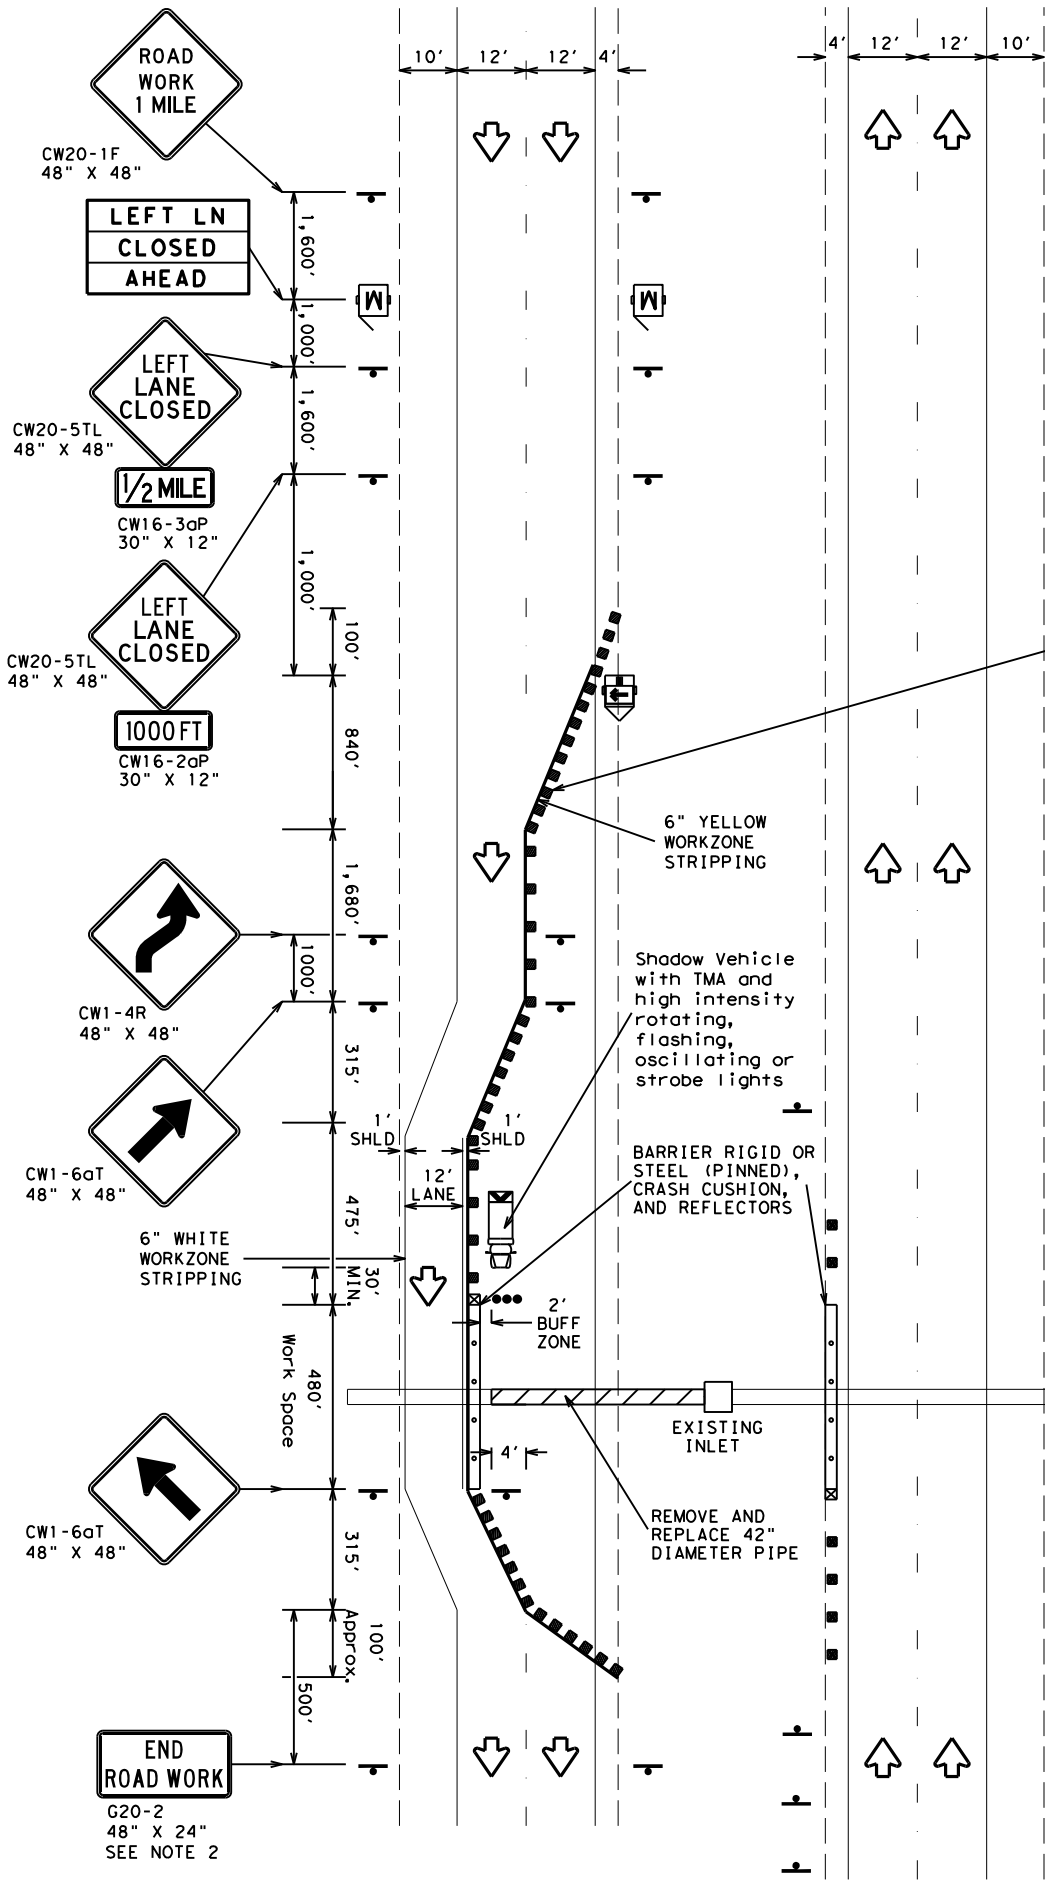 10'
12'
12'
4'
4'
12'
12'
10'
ROAD
WORK
1 MILE
CW20-1F
48" X 48"
LEFT LN
CLOSED
AHEAD
1,600'
M
M
1,000'
LEFT
LANE
CLOSED
CW20-5TL
48" X 48"
1/2 MILE
CW16-3aP
30" X 12"
1,600'
1,000'
LEFT
LANE
CLOSED
CW20-5TL
48" X 48"
1000 FT
CW16-2aP
30" X 12"
100'
840'
6" YELLOW
WORKZONE
STRIPPING
1,680'
1000'
CW1-4R
48" X 48"
Shadow Vehicle
with TMA and
high intensity
rotating,
flashing,
oscillating or
strobe lights
315'
CW1-6aT
48" X 48"
1'
SHLD
1'
SHLD
12'
LANE
BARRIER RIGID OR
STEEL (PINNED),
CRASH CUSHION,
AND REFLECTORS
475'
6" WHITE
WORKZONE
STRIPPING
30'
MIN.
2'
BUFF
ZONE
480'
Work Space
4'
EXISTING
INLET
REMOVE AND
REPLACE 42"
DIAMETER PIPE
CW1-6aT
48" X 48"
315'
100'
Approx.
500'
END
ROAD WORK
G20-2
48" X 24"
SEE NOTE 2